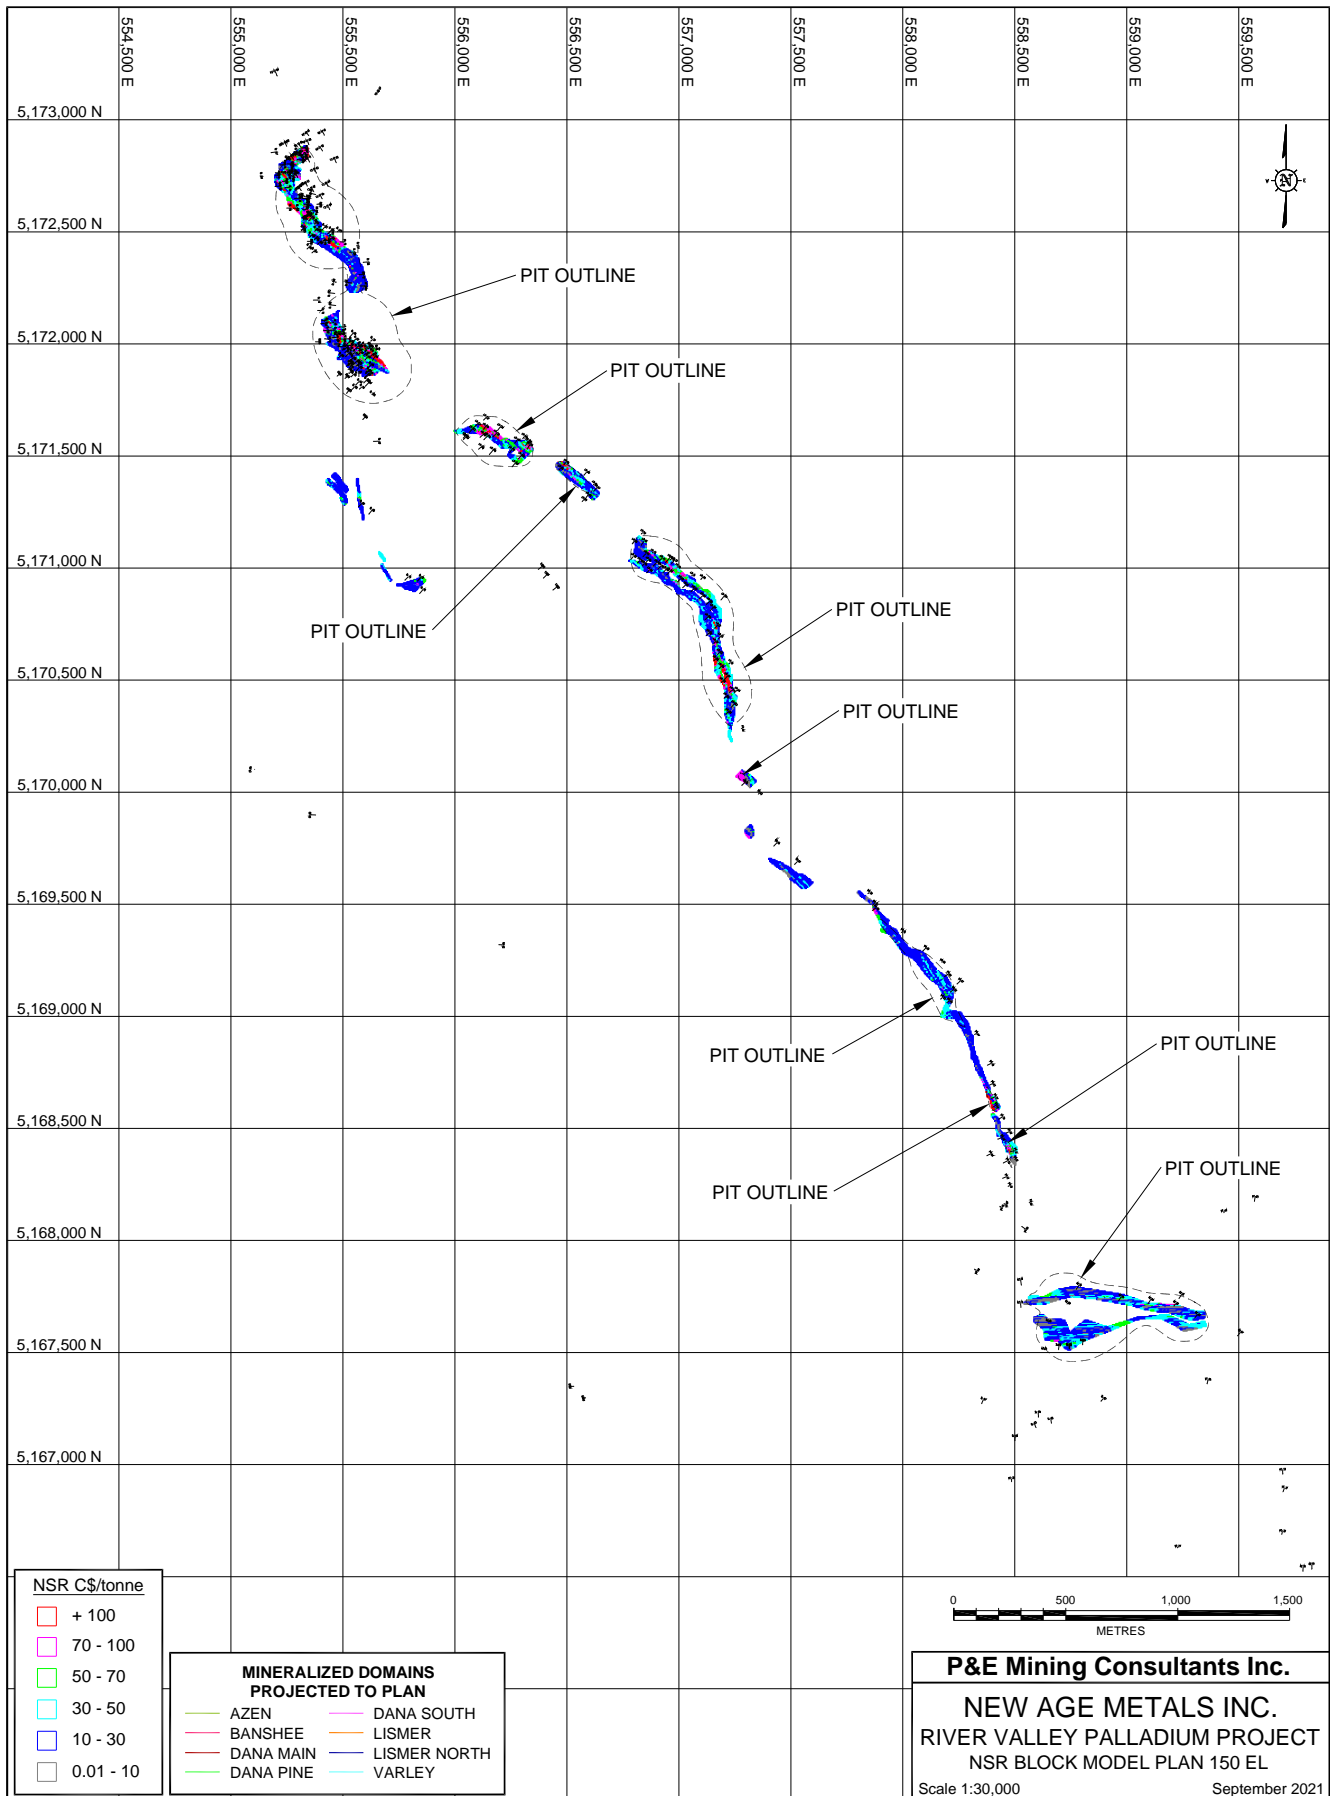 554,500 E
555,000 E
555,500 E
556,000 E
556,500 E
557,000 E
557,500 E
558,000 E
558,500 E
559,000 E
559,500 E
5,173,000 N
N
5,172,500 N
PIT OUTLINE
5,172,000 N
PIT OUTLINE
5,171,500 N
5,171,000 N
PIT OUTLINE
PIT OUTLINE
5,170,500 N
PIT OUTLINE
5,170,000 N
5,169,500 N
5,169,000 N
PIT OUTLINE
PIT OUTLINE
5,168,500 N
PIT OUTLINE
PIT OUTLINE
5,168,000 N
5,167,500 N
5,167,000 N
NSR C$/tonne
+ 100
70 - 100
50 - 70
30 - 50
10 - 30
0.01 - 10
MINERALIZED DOMAINS
PROJECTED TO PLAN
AZEN
BANSHEE
DANA MAIN
DANA PINE
DANA SOUTH
LISMER
LISMER NORTH
VARLEY
0 500 1,000 1,500
METRES
P&E Mining Consultants Inc.
NEW AGE METALS INC.
RIVER VALLEY PALLADIUM PROJECT
NSR BLOCK MODEL PLAN 150 EL
Scale 1:30,000 September 2021